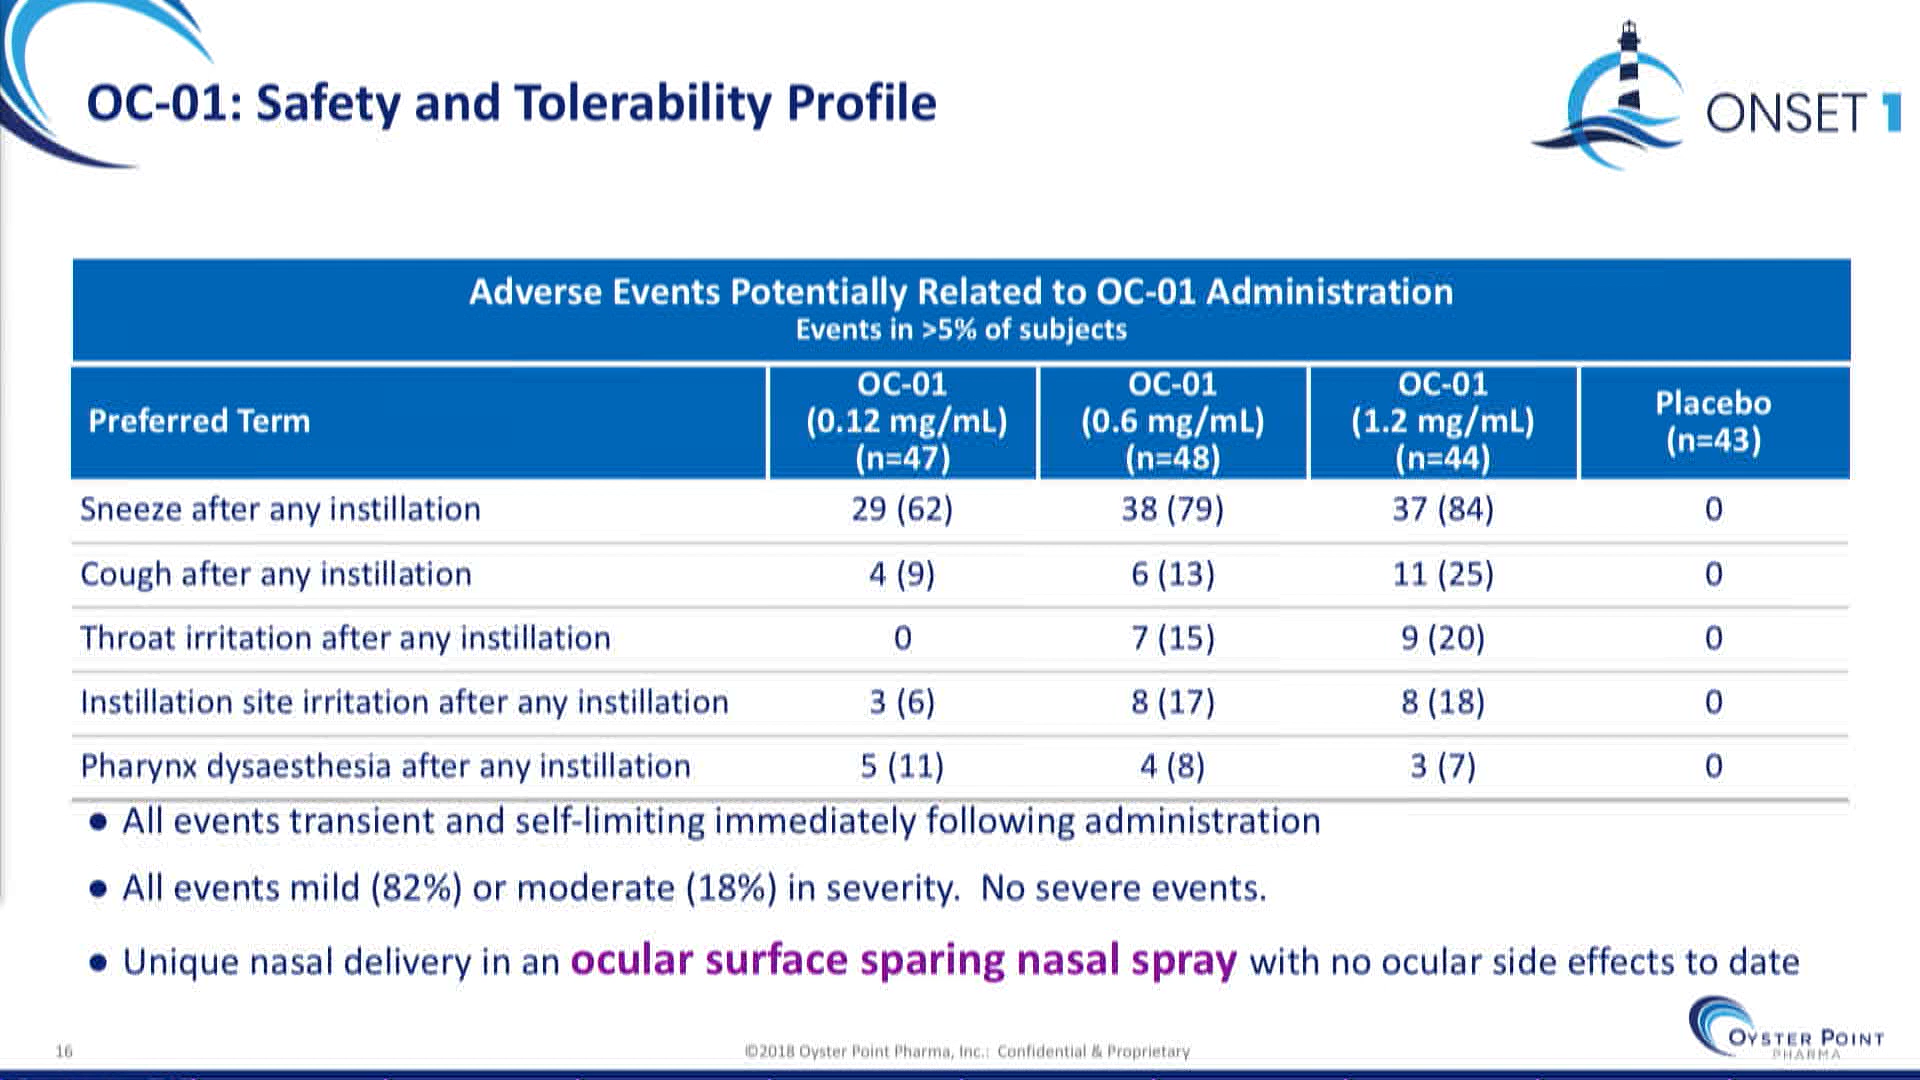 OC-01: Safety and Tolerability Profile
ONSET 1
Adverse Events Potentially Related to OC-01 Administration
Events in >5% of subjects
Preferred Term
OC-01 (0.12 mg/mL) (n=47)
OC-01 (0.6 mg/mL) (n=48)
OC-01 (1.2 mg/mL) (n=44)
Placebo (n=43)
Sneeze after any instillation 29 (62) 38 (79) 37 (84) 0
Cough after any instillation 4 (9) 6 (13) 11 (25) 0
Throat irritation after any instillation 0 7 (15) 9 (20) 0
Instillation site irritation after any instillation 3 (6) 8 (17) 8 (18) 0
Pharynx dysaesthesia after any instillation 5 (11) 4 (8) 3 (7) 0
● All events transient and self-limiting immediately following administration
● All events mild (82%) or moderate (18%) in severity. No severe events.
● Unique nasal delivery in an ocular surface sparing nasal spray with no ocular side effects to date
16
©2018 Oyster Point Pharma, Inc.: Confidential & Proprietary
OYSTER POINT
PHARMA